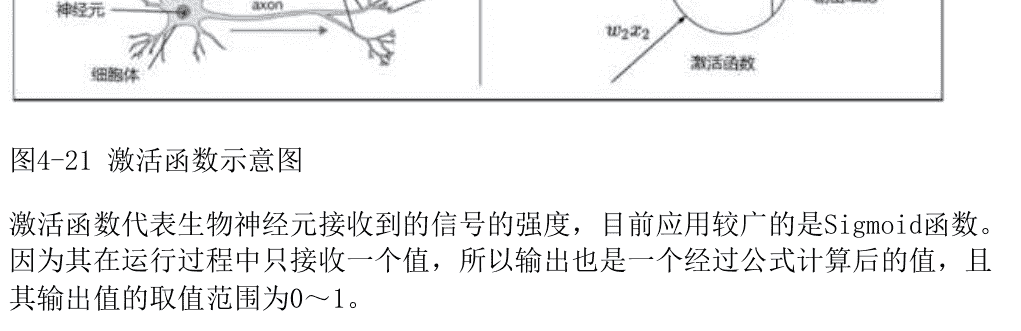 神经元
axon
w₂x₂
激活函数
细胞体
图4-21 激活函数示意图
激活函数代表生物神经元接收到的信号的强度，目前应用较广的是Sigmoid函数。
因为其在运行过程中只接收一个值，所以输出也是一个经过公式计算后的值，且
其输出值的取值范围为0～1。